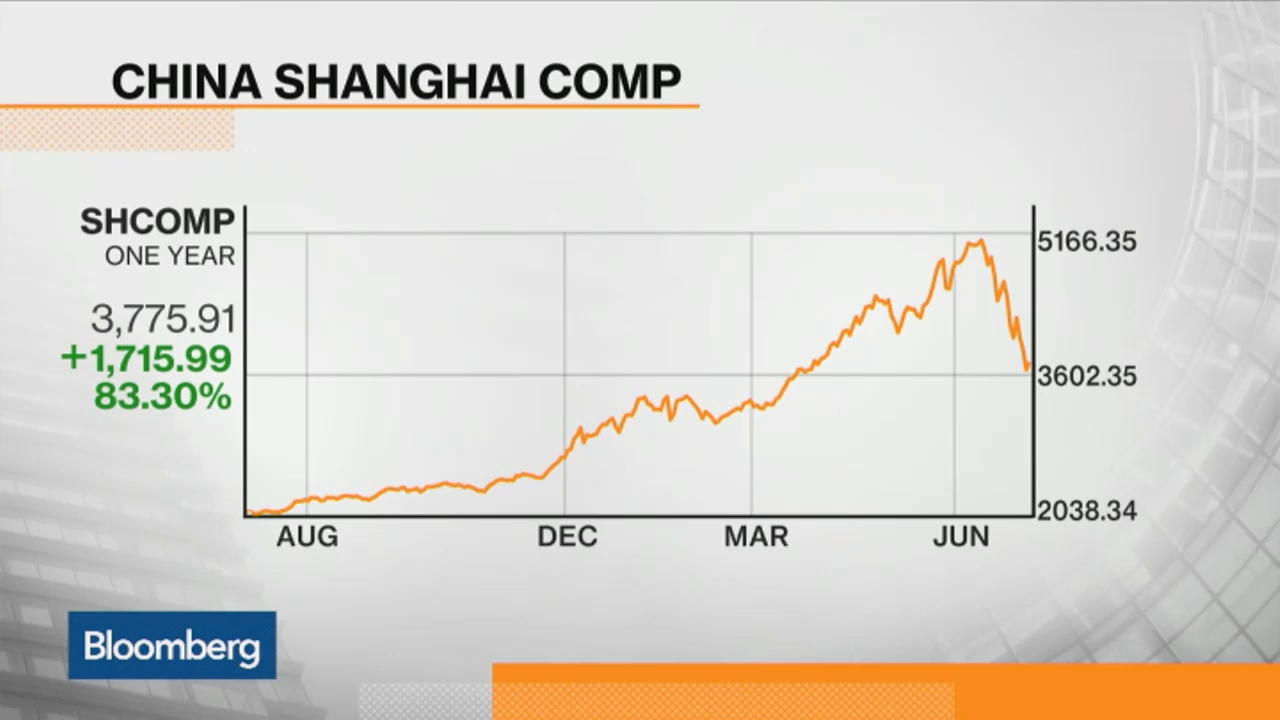 CHINA SHANGHAI COMP
SHCOMP
ONE YEAR
3,775.91
+1,715.99
83.30%
5166.35
3602.35
2038.34
AUG DEC MAR JUN
Bloomberg